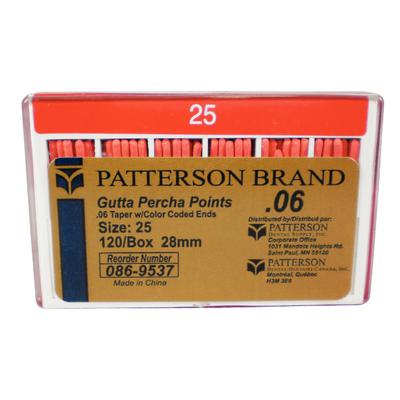 25
PATTERSON BRAND
Gutta Percha Points
.06 Taper w/Color Coded Ends
Size: 25
120/Box 28mm
Reorder Number
086-9537
Made in China
.06
Distributed by/Distribué par:
PATTERSON
DENTAL SUPPLY, INC.
Corporate Office
1031 Mendota Heights Rd.
Saint Paul, MN 55120
PATTERSON
DENTAL/DENTAIRE CANADA, INC.
Montréal, Québec
H3M 3E6